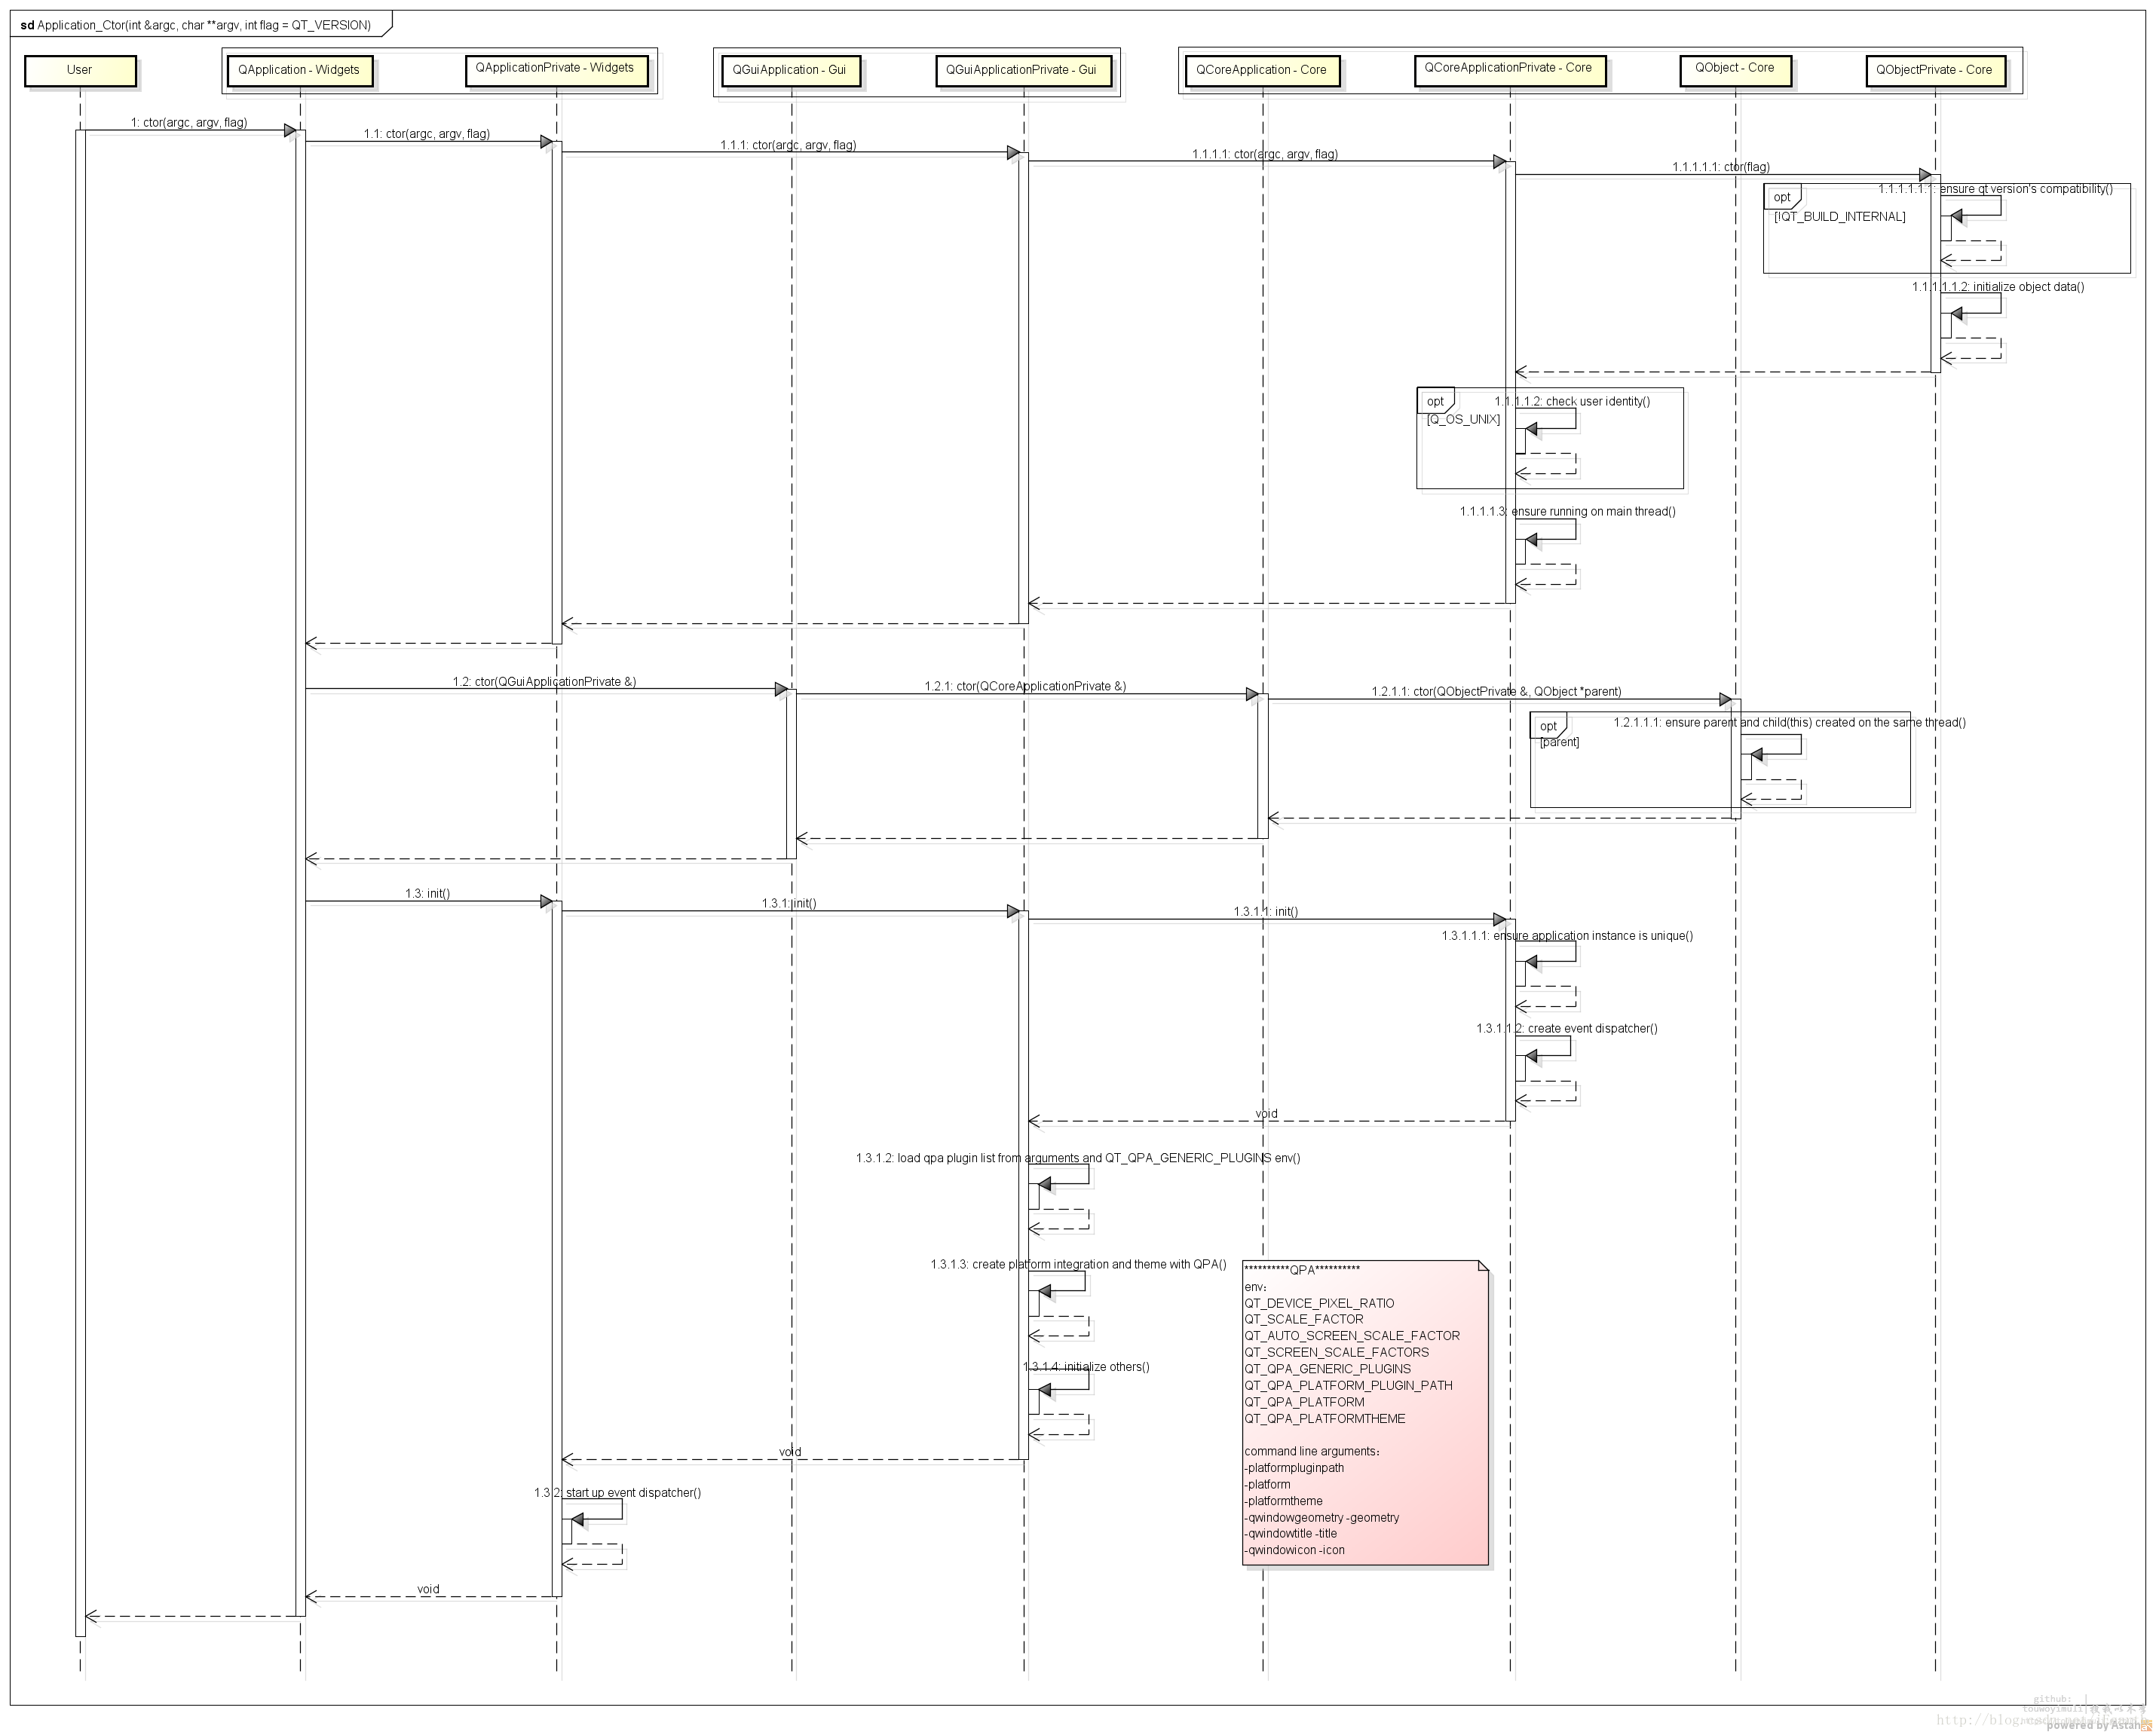 sd Application_Ctor(int &argc, char **argv, int flag = QT_VERSION)
User
QApplication - Widgets
QApplicationPrivate - Widgets
QGuiApplication - Gui
QGuiApplicationPrivate - Gui
QCoreApplication - Core
QCoreApplicationPrivate - Core
QObject - Core
QObjectPrivate - Core
1: ctor(argc, argv, flag)
1.1: ctor(argc, argv, flag)
1.1.1: ctor(argc, argv, flag)
1.1.1.1: ctor(argc, argv, flag)
1.1.1.1.1: ctor(flag)
1.1.1.1.1.1: ensure qt version's compatibility()
opt
[!QT_BUILD_INTERNAL]
1.1.1.1.1.2: initialize object data()
opt
1.1.1.1.2: check user identity()
[Q_OS_UNIX]
1.1.1.1.3: ensure running on main thread()
1.2: ctor(QGuiApplicationPrivate &)
1.2.1: ctor(QCoreApplicationPrivate &)
1.2.1.1: ctor(QObjectPrivate &, QObject *parent)
opt
1.2.1.1.1: ensure parent and child(this) created on the same thread()
[parent]
1.3: init()
1.3.1: init()
1.3.1.1: init()
1.3.1.1.1: ensure application instance is unique()
1.3.1.1.2: create event dispatcher()
void
1.3.1.2: load qpa plugin list from arguments and QT_QPA_GENERIC_PLUGINS env()
1.3.1.3: create platform integration and theme with QPA()
**********QPA**********
env:
QT_DEVICE_PIXEL_RATIO
QT_SCALE_FACTOR
QT_AUTO_SCREEN_SCALE_FACTOR
QT_SCREEN_SCALE_FACTORS
QT_QPA_GENERIC_PLUGINS
QT_QPA_PLATFORM_PLUGIN_PATH
QT_QPA_PLATFORM
QT_QPA_PLATFORMTHEME
command line arguments:
-platformpluginpath
-platform
-platformtheme
-qwindowgeometry -geometry
-qwindowtitle -title
-qwindowicon -icon
1.3.1.4: initialize others()
void
1.3.2: start up event dispatcher()
void
github:
touwoyimuli
powered by Astah